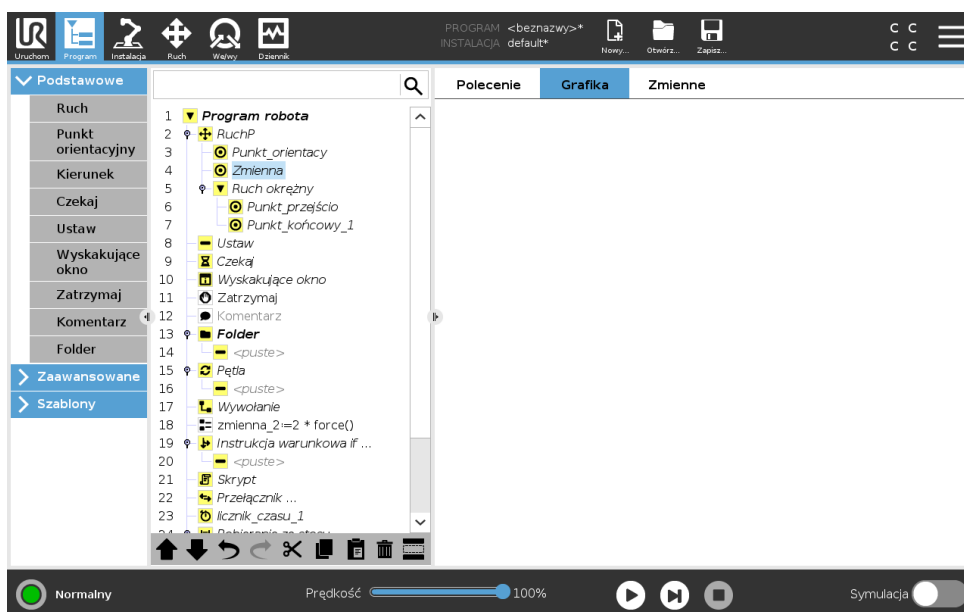 PROGRAM <beznazwy>*
INSTALACJA default*
Uruchom Program Instalacja Ruch We/wy Dziennik Nowy... Otwórz... Zapisz...
C C
C C
Podstawowe
Ruch
Punkt
orientacyjny
Kierunek
Czekaj
Ustaw
Wyskakujące
okno
Zatrzymaj
Komentarz
Folder
Zaawansowane
Szablony
1 Program robota
2 RuchP
3 Punkt_orientacy
4 Zmienna
5 Ruch okrężny
6 Punkt_przejścio
7 Punkt_końcowy_1
8 Ustaw
9 Czekaj
10 Wyskakujące okno
11 Zatrzymaj
12 Komentarz
13 Folder
14 <puste>
15 Pętla
16 <puste>
17 Wywołanie
18 zmienna_2:=2 * force()
19 Instrukcja warunkowa if ...
20 <puste>
21 Skrypt
22 Przełącznik ...
23 licznik_czasu_1
Polecenie Grafika Zmienne
Normalny
Prędkość 100%
Symulacja